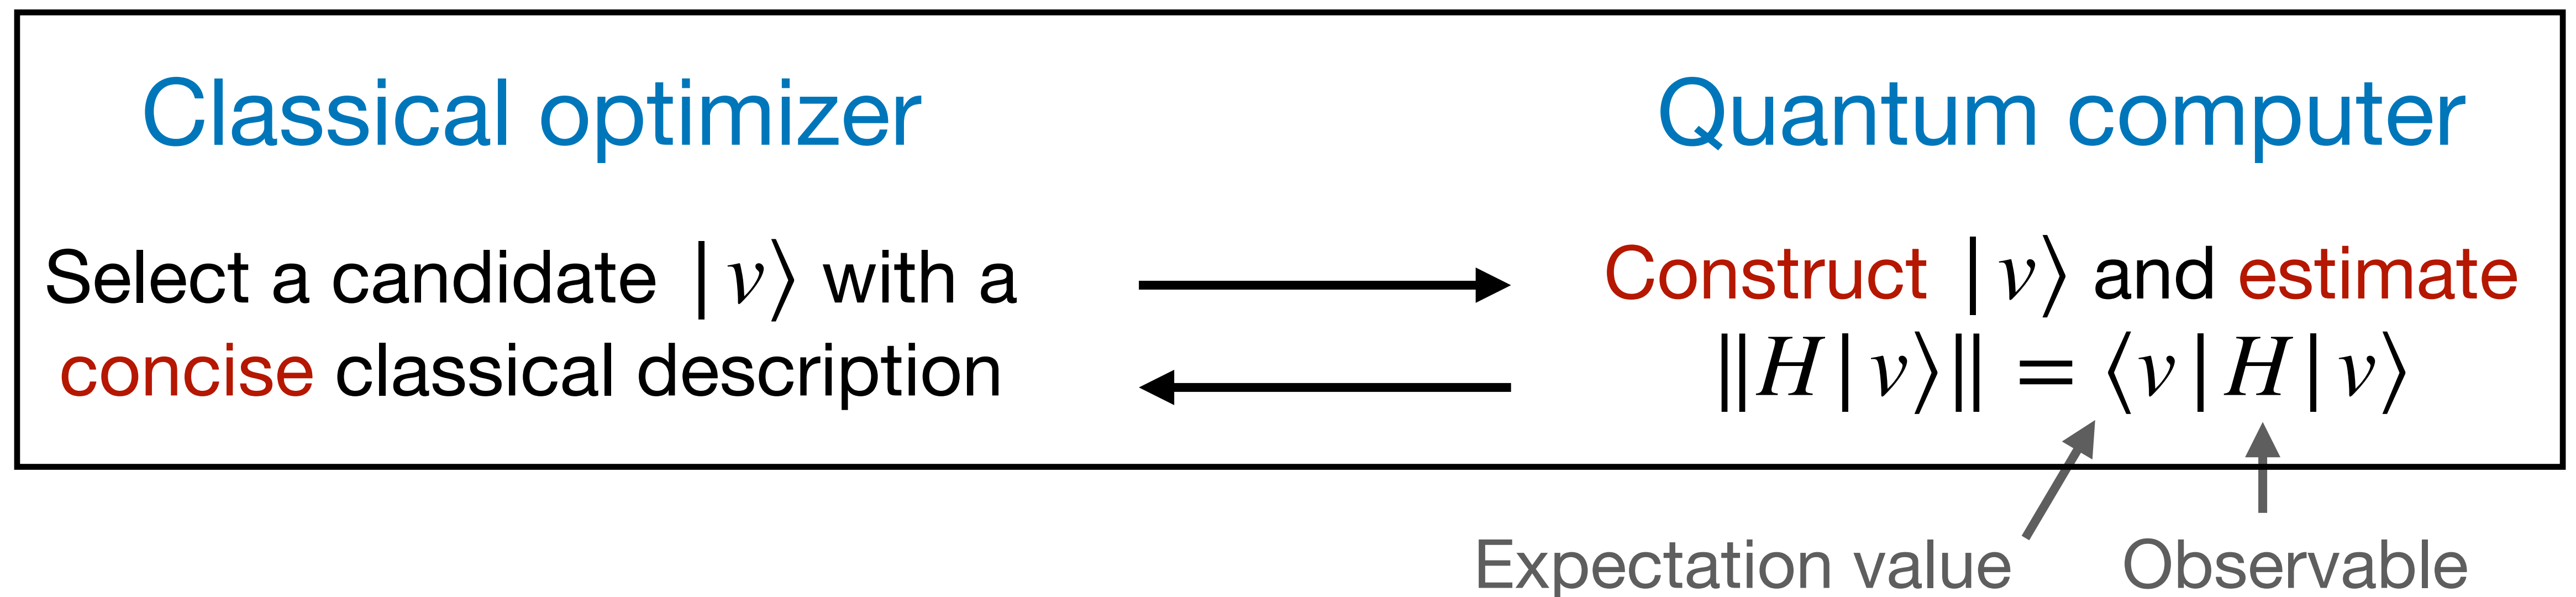 Classical optimizer
Select a candidate |v⟩ with a
concise classical description
Quantum computer
Construct |v⟩ and estimate
‖H|v⟩‖ = ⟨v|H|v⟩
Expectation value
Observable